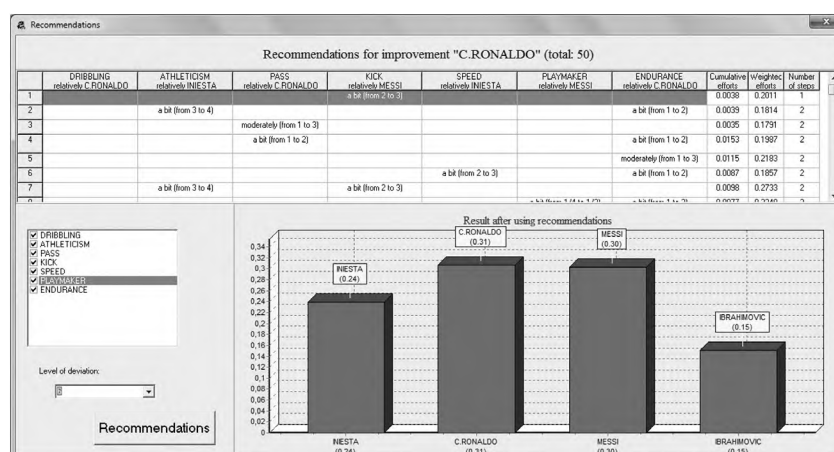 Recommendations
Recommendations for improvement "C.RONALDO" (total: 50)
DRIBBLING ATHLETICISM PASS KICK SPEED PLAYMAKER ENDURANCE Cumulative Weighted Number
relatively C.RONALDO relatively INIESTA relatively C.RONALDO relatively MESSI relatively INIESTA relatively MESSI relatively C.RONALDO efforts efforts of steps
1 a bit (from 2 to 3) 0.0038 0.2011 1
2 a bit (from 3 to 4) a bit (from 1 to 2) 0.0039 0.1814 2
3 moderately (from 1 to 3) 0.0035 0.1791 2
4 a bit (from 1 to 2) a bit (from 1 to 2) 0.0153 0.1987 2
5 moderately (from 1 to 3) 0.0115 0.2183 2
6 a bit (from 2 to 3) a bit (from 1 to 2) 0.0087 0.1857 2
7 a bit (from 3 to 4) a bit (from 2 to 3) 0.0098 0.2733 2
DRIBBLING
ATHLETICISM
PASS
KICK
SPEED
PLAYMAKER
ENDURANCE
Level of deviation:
Recommendations
Result after using recommendations
0,34
0,32
0,3
0,28
0,26
0,24
0,22
0,2
0,18
0,16
0,14
0,12
0,1
0,08
0,06
0,04
0,02
0
INIESTA
(0.24)
C.RONALDO
(0.31)
MESSI
(0.30)
IBRAHIMOVIC
(0.15)
INIESTA C.RONALDO MESSI IBRAHIMOVIC
(0.24) (0.31) (0.30) (0.15)